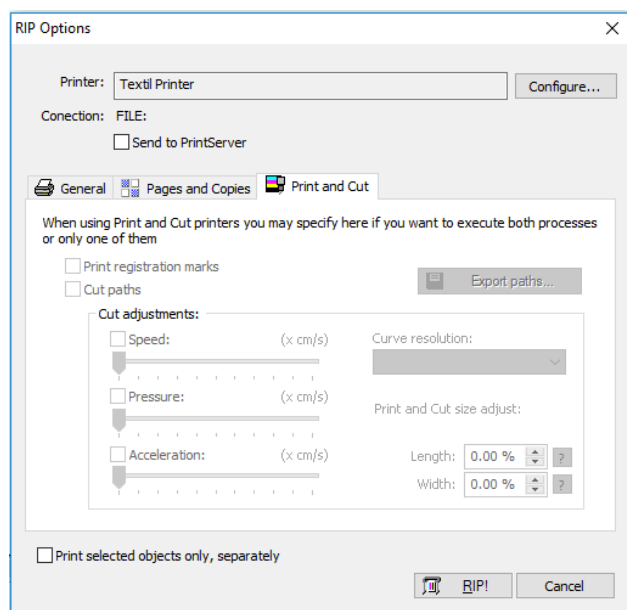 RIP Options
Printer: Textil Printer Configure...
Conection: FILE:
Send to PrintServer
General Pages and Copies Print and Cut
When using Print and Cut printers you may specify here if you want to execute both processes
or only one of them
Print registration marks
Export paths...
Cut paths
Cut adjustments:
Speed: (x cm/s) Curve resolution:
Pressure: (x cm/s)
Print and Cut size adjust:
Acceleration: (x cm/s) Length: 0.00 % ?
Width: 0.00 % ?
Print selected objects only, separately
RIP! Cancel